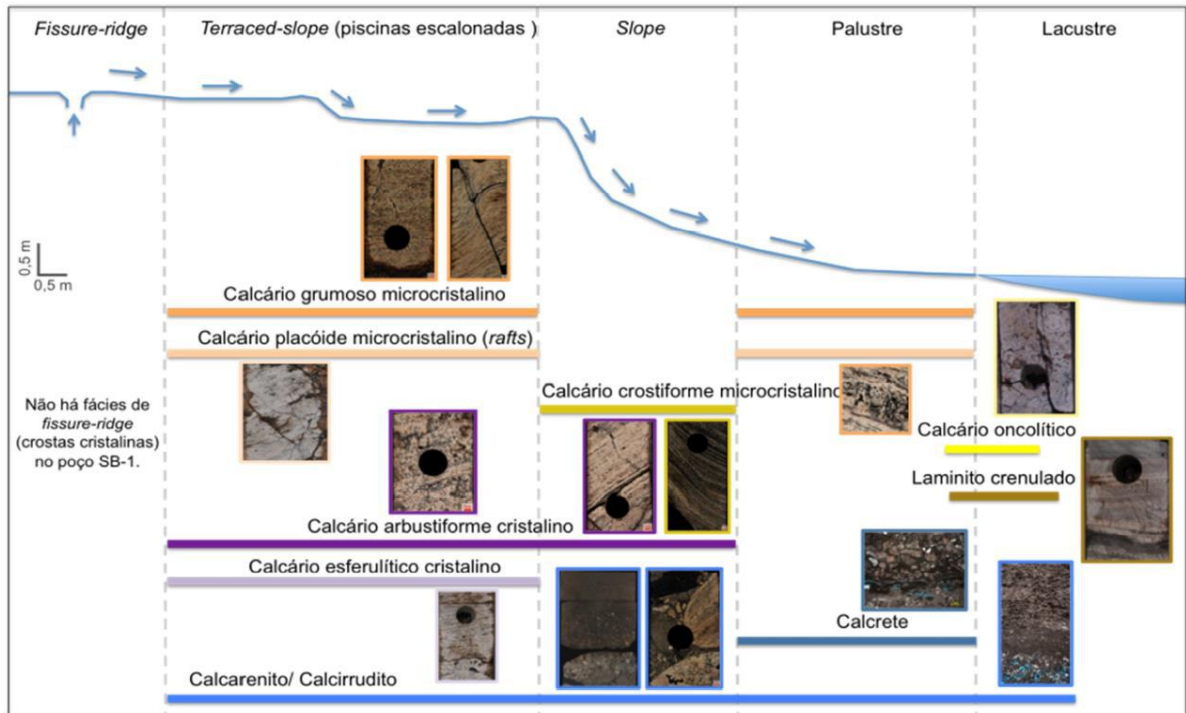 Fissure-ridge
Terraced-slope (piscinas escalonadas )
Slope
Palustre
Lacustre
0,5 m
0,5 m
Calcário grumoso microcristalino
Calcário placóide microcristalino (rafts)
Calcário crostiforme microcristalino
Não há fácies de
fissure-ridge
(crostas cristalinas)
no poço SB-1.
Calcário oncolítico
Laminito crenulado
Calcário arbustiforme cristalino
Calcário esferulítico cristalino
Calcrete
Calcarenito/ Calcirrudito